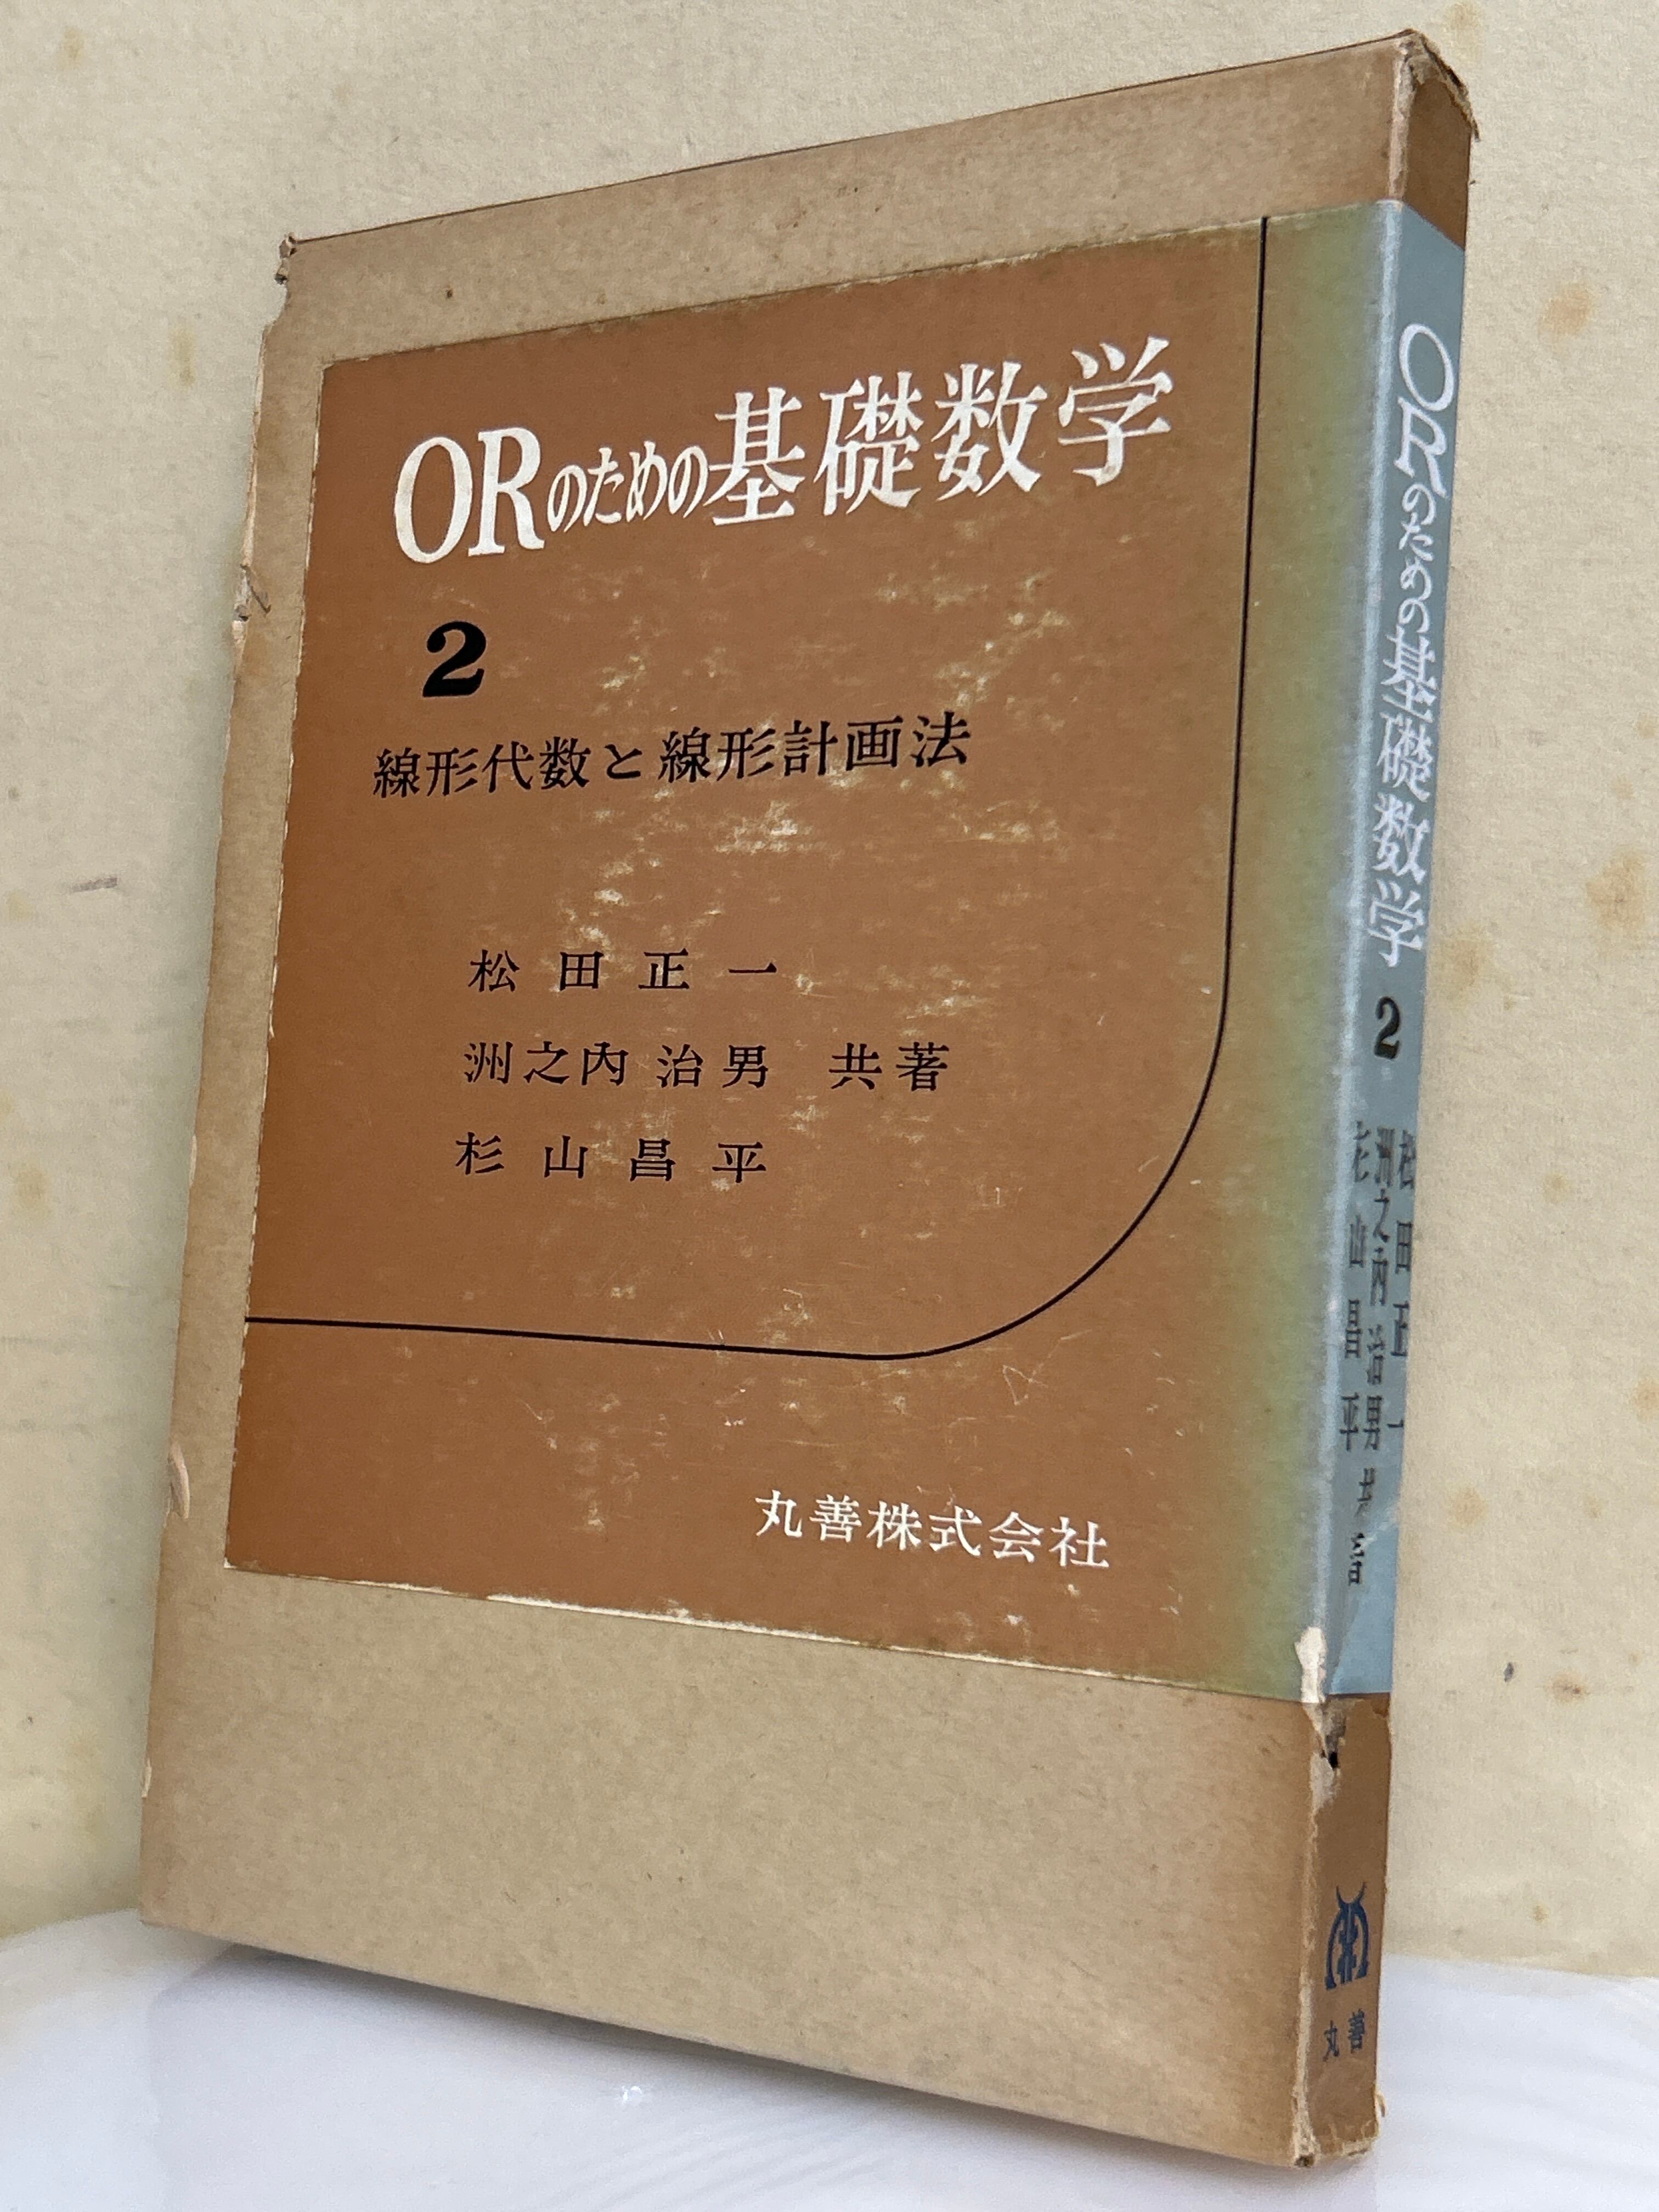 ORのための基礎数学
2
線形代数と線形計画法
松田正一
洲之内治男 共著
杉山昌平
丸善株式会社
ORのための基礎数学
2
松田正一
洲之内治男
杉山昌平
共著
丸善